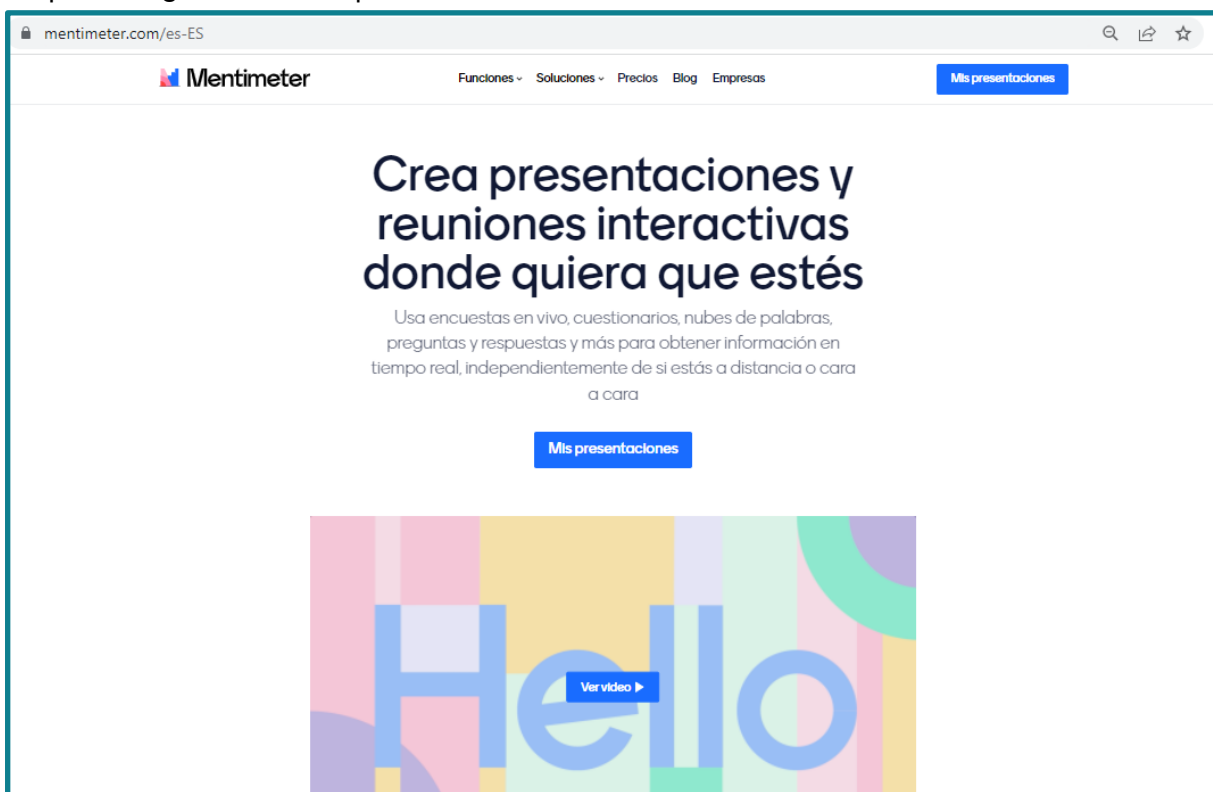 mentimeter.com/es-ES
Mentimeter
Funciones Soluciones Precios Blog Empresas
Mis presentaciones
Crea presentaciones y
reuniones interactivas
donde quiera que estés
Usa encuestas en vivo, cuestionarios, nubes de palabras,
preguntas y respuestas y más para obtener información en
tiempo real, independientemente de si estás a distancia o cara
a cara
Mis presentaciones
Hello
Ver video